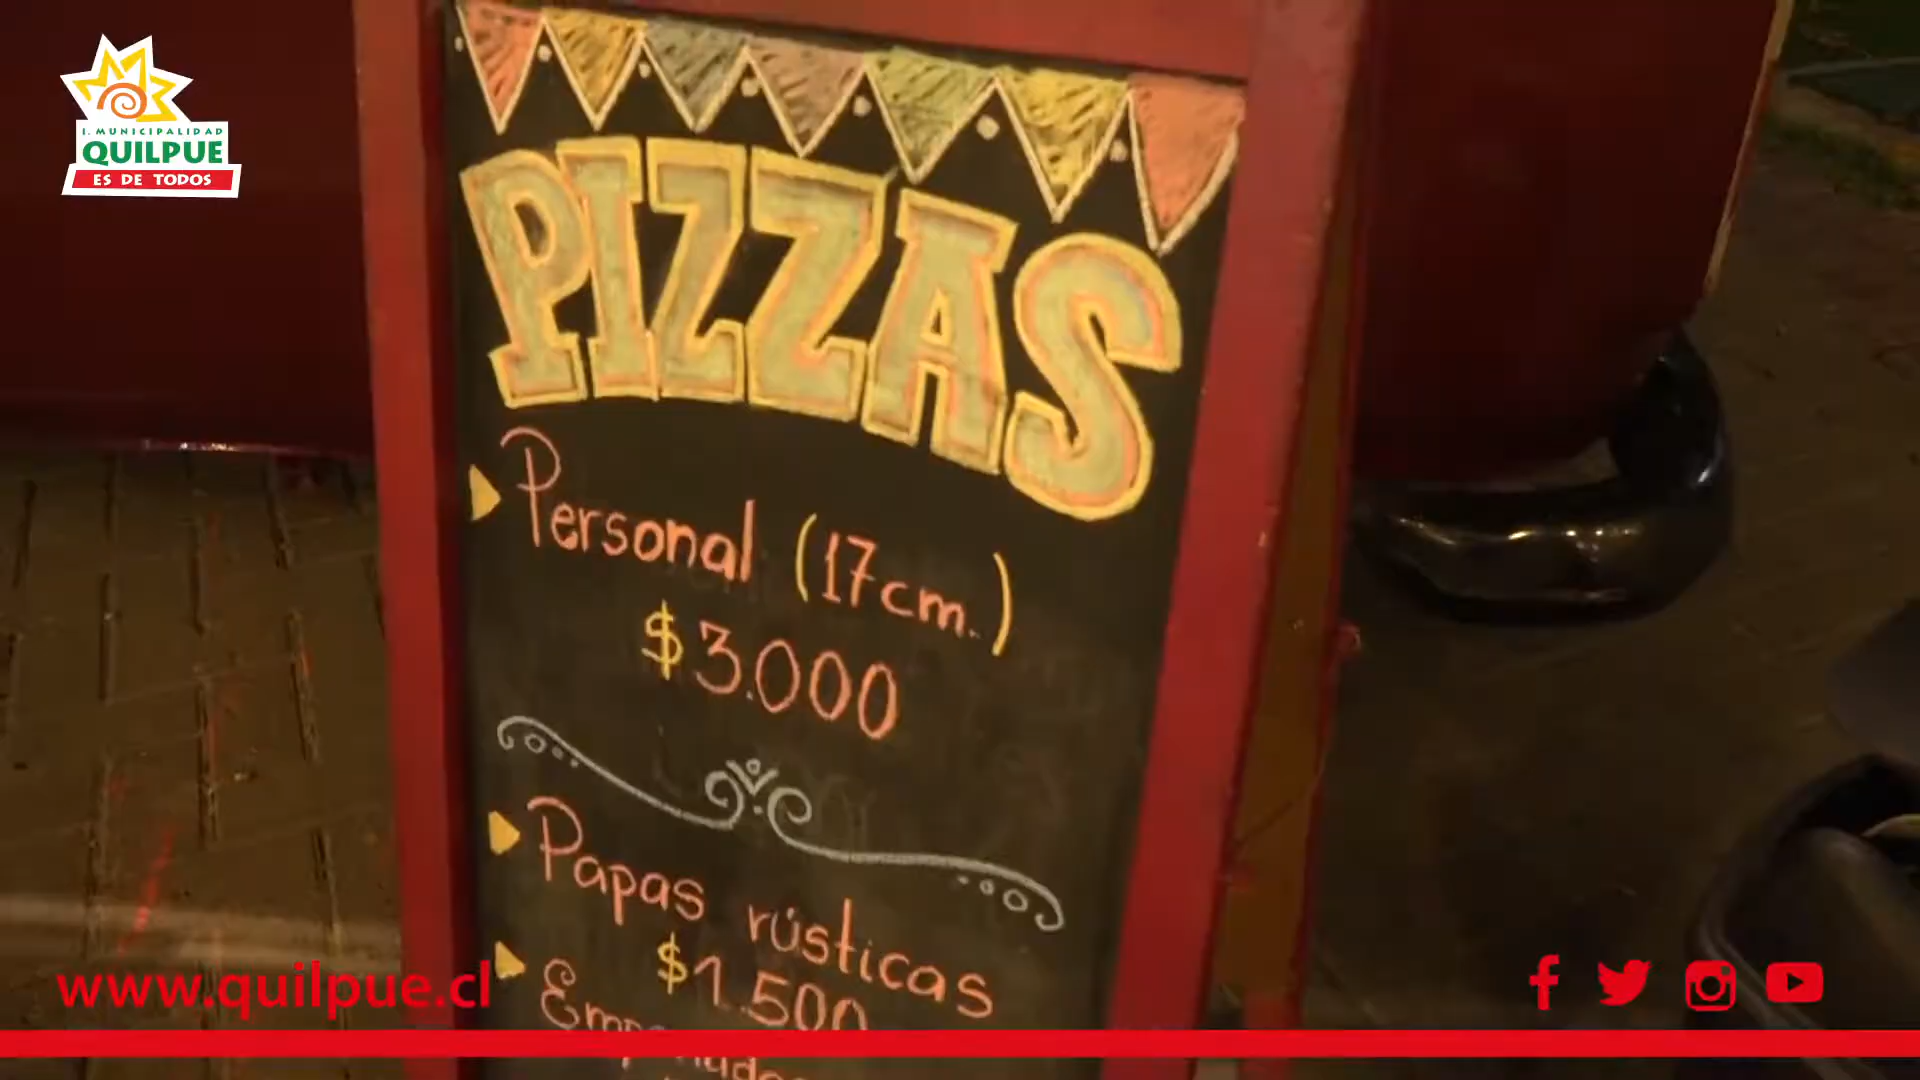 I. MUNICIPALIDAD
QUILPUE
ES DE TODOS
PIZZAS
Personal (17cm.)
$3.000
Papas rústicas
$1.500
www.quilpue.cl